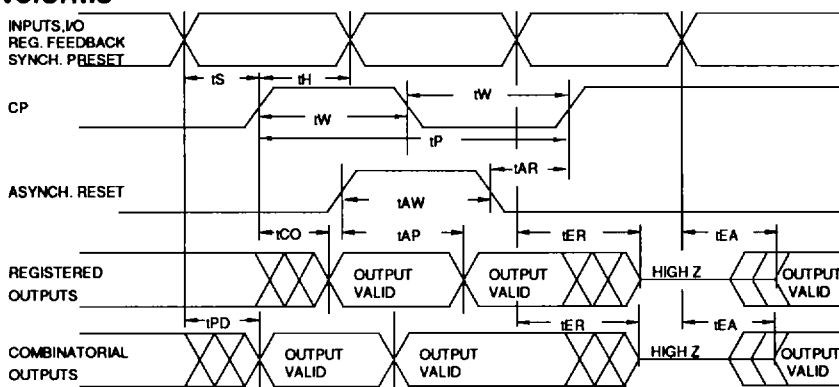 INPUTS,I/O
REG. FEEDBACK
SYNCH. PRESET
tS
tH
CP
tW
tW
tP
tAR
ASYNCH. RESET
tAW
tCO
tAP
tER
tEA
REGISTERED
OUTPUTS
OUTPUT
VALID
OUTPUT
VALID
HIGH Z
OUTPUT
VALID
tPD
tER
tEA
COMBINATORIAL
OUTPUTS
OUTPUT
VALID
OUTPUT
VALID
HIGH Z
OUTPUT
VALID